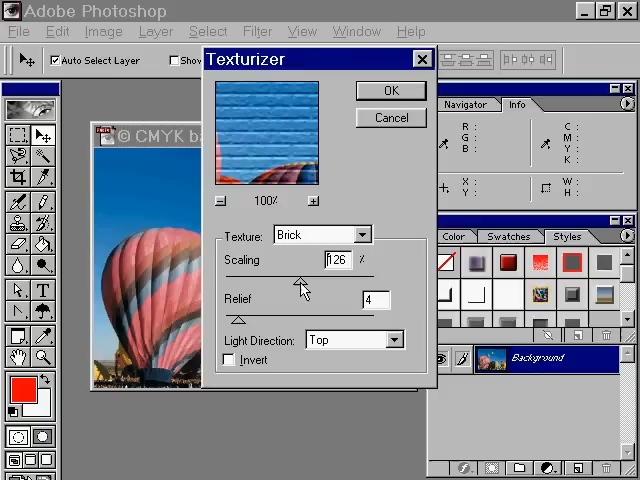 Adobe Photoshop
File Edit Image Layer Select Filter View Window Help
Auto Select Layer
Show
Texturizer
OK
Cancel
100%
Texture: Brick
Scaling 126 %
Relief 4
Light Direction: Top
Invert
© CMYK ba
Navigator Info
R: C:
G: M:
B: Y:
K:
X: W:
Y: H:
Color Swatches Styles
Background
T